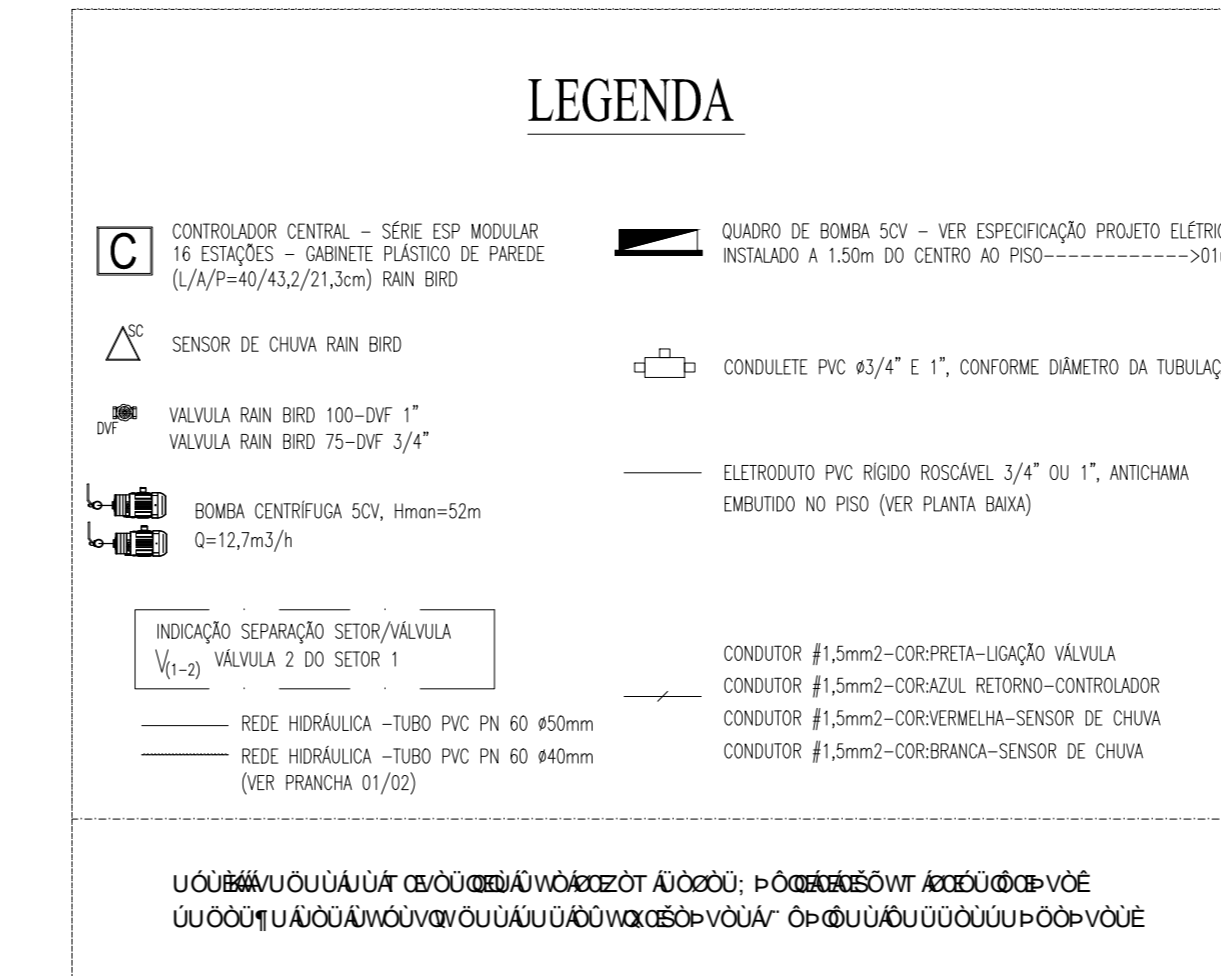 LEGENDA
C
CONTROLADOR CENTRAL – SÉRIE ESP MODULAR
16 ESTAÇÕES – GABINETE PLÁSTICO DE PAREDE
(L/A/P=40/43,2/21,3cm) RAIN BIRD
SC
SENSOR DE CHUVA RAIN BIRD
DVF
VALVULA RAIN BIRD 100–DVF 1”
VALVULA RAIN BIRD 75–DVF 3/4”
BOMBA CENTRÍFUGA 5CV, Hman=52m
Q=12,7m3/h
INDICAÇÃO SEPARAÇÃO SETOR/VÁLVULA
V(1–2) VÁLVULA 2 DO SETOR 1
REDE HIDRÁULICA –TUBO PVC PN 60 ø50mm
REDE HIDRÁULICA –TUBO PVC PN 60 ø40mm
(VER PRANCHA 01/02)
QUADRO DE BOMBA 5CV – VER ESPECIFICAÇÃO PROJETO
INSTALADO A 1.50m DO CENTRO AO PISO
CONDULETE PVC ø3/4” E 1”, CONFORME DIÂMETRO DA
ELETRODUTO PVC RÍGIDO ROSCÁVEL 3/4” OU 1”, ANTICHAMA
EMBUTIDO NO PISO (VER PLANTA BAIXA)
CONDUTOR #1,5mm2–COR:PRETA–LIGAÇÃO VÁLVULA
CONDUTOR #1,5mm2–COR:AZUL RETORNO–CONTROLADOR
CONDUTOR #1,5mm2–COR:VERMELHA–SENSOR DE CHUVA
CONDUTOR #1,5mm2–COR:BRANCA–SENSOR DE CHUVA